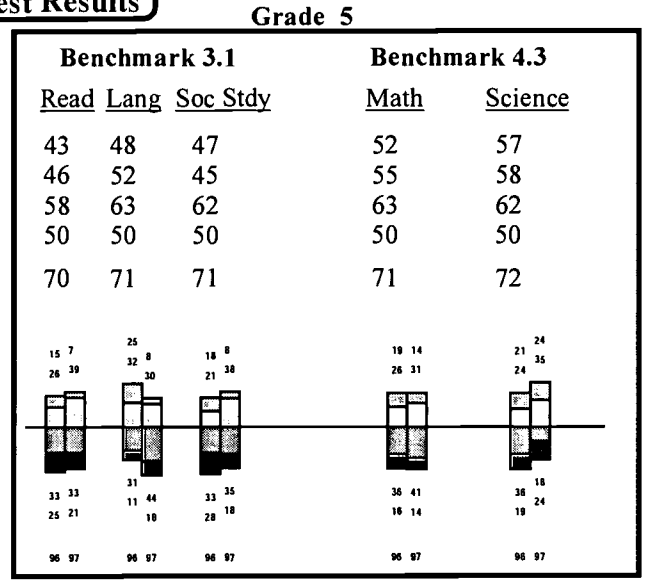 est Results
Grade 5
Benchmark 3.1 Benchmark 4.3
Read Lang Soc Stdy Math Science
43 48 47 52 57
46 52 45 55 58
58 63 62 63 62
50 50 50 50 50
70 71 71 71 72
15 7 25 8 18 8 19 14 21 24
26 39 32 30 21 38 26 31 24 35
33 33 31 44 33 35 36 41 36 18
25 21 11 18 28 18 16 14 19 24
96 97 96 97 96 97 96 97 96 97